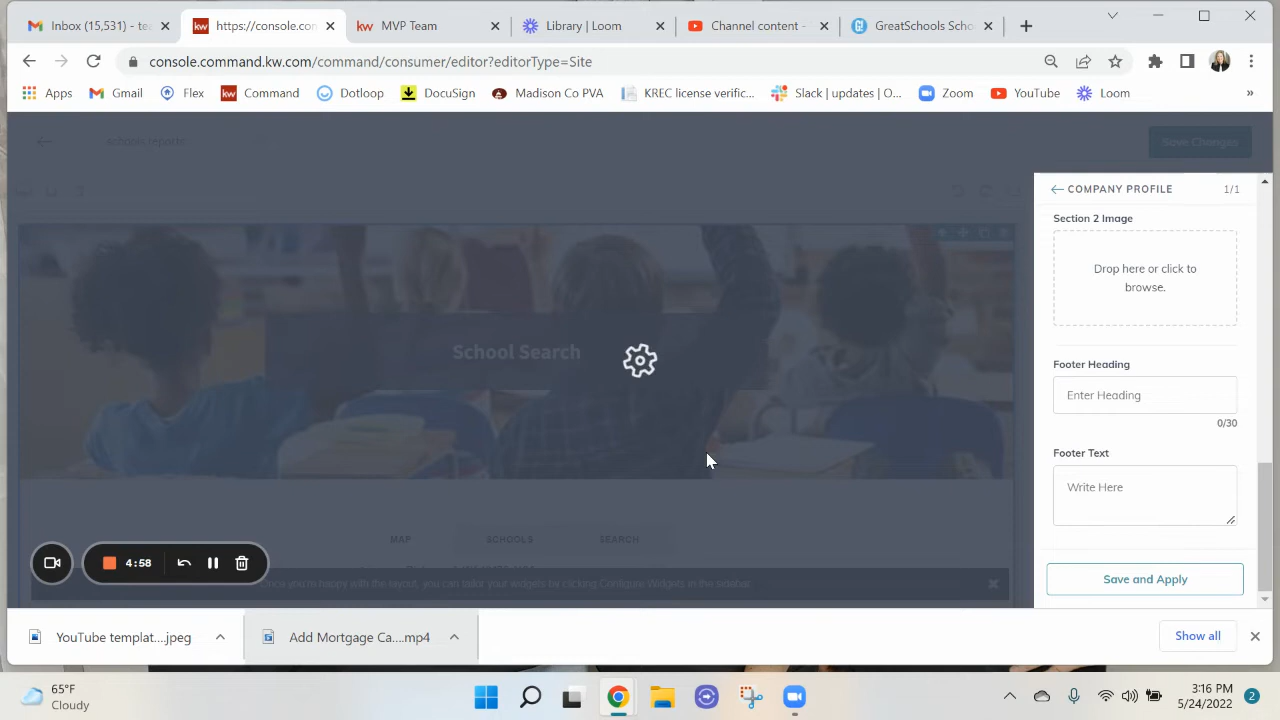 Inbox (15,531) - te
https://console.com
MVP Team
Library | Loom
Channel content -
GreatSchools Scho
console.command.kw.com/command/consumer/editor?editorType=Site
Apps
Gmail
Flex
kw
Command
Dotloop
DocuSign
Madison Co PVA
KREC license verific...
Slack | updates | O...
Zoom
YouTube
Loom
»
schools reports
Save Changes
COMPANY PROFILE
1/1
Section 2 Image
Drop here or click to
browse.
School Search
Footer Heading
Enter Heading
0/30
Footer Text
Write Here
MAP
SCHOOLS
SEARCH
4:58
Once you're happy with the layout, you can tailor your widgets by clicking Configure Widgets in the sidebar.
Save and Apply
YouTube templat....jpeg
Add Mortgage Ca....mp4
Show all
65°F
Cloudy
3:16 PM
5/24/2022
2